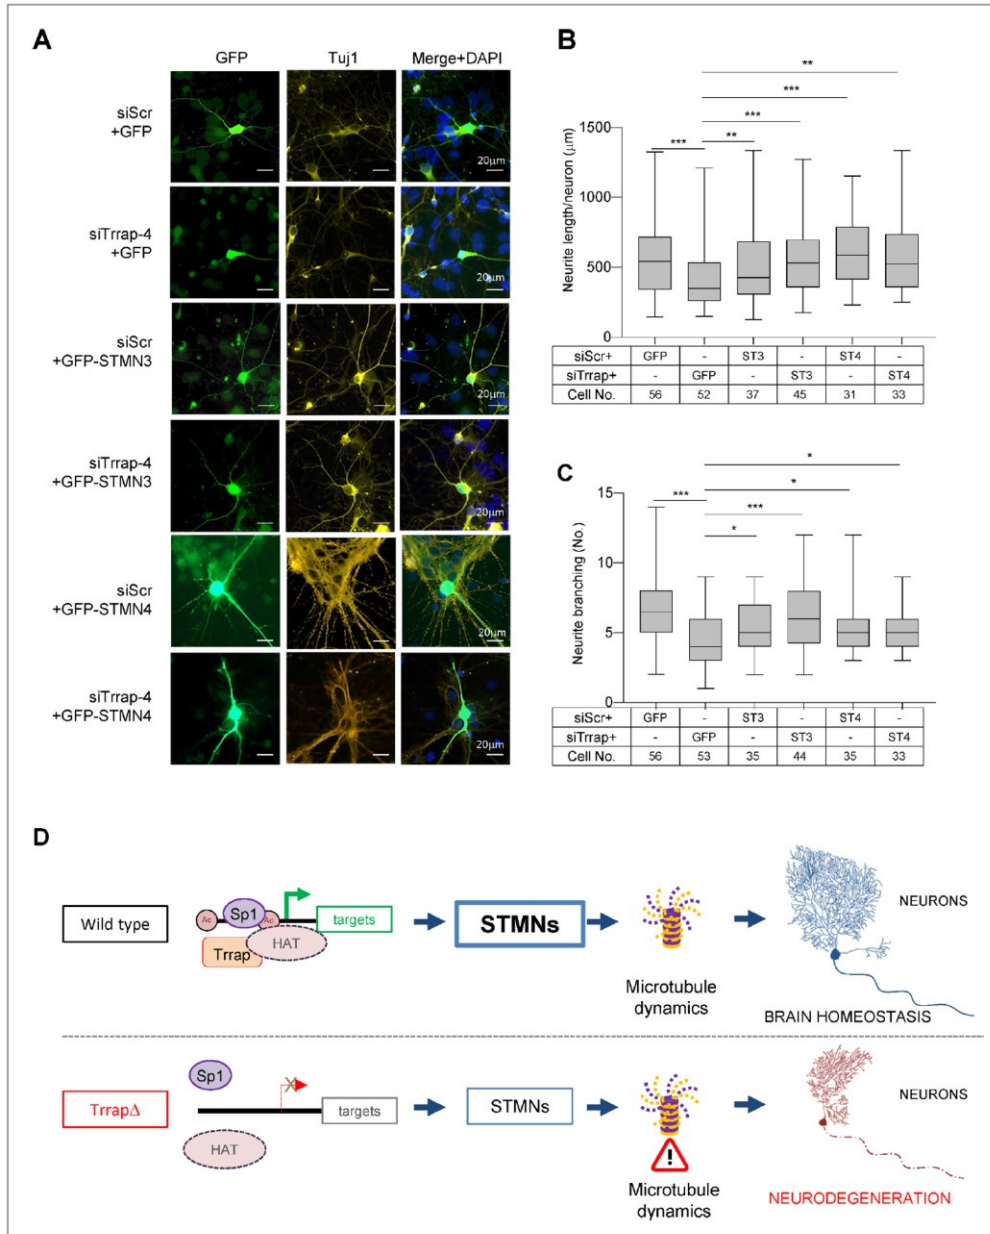 A
GFP Tuj1 Merge+DAPI
siScr
+GFP
20μm
siTrrap-4
+GFP
20μm
siScr
+GFP-STMN3
20μm
siTrrap-4
+GFP-STMN3
20μm
siScr
+GFP-STMN4
20μm
siTrrap-4
+GFP-STMN4
20μm
B
**
***
***
*** **
Neurite length/neuron (μm)
1500
1000
500
0
siScr+ GFP - ST3 - ST4 -
siTrrap+ - GFP - ST3 - ST4
Cell No. 56 52 37 45 31 33
C
*
*
***
***
*
Neurite branching (No.)
15
10
5
0
siScr+ GFP - ST3 - ST4 -
siTrrap+ - GFP - ST3 - ST4
Cell No. 56 53 35 44 35 33
D
Wild type
Ac Sp1 Ac
HAT
Trrap
targets
STMNs
Microtubule
dynamics
NEURONS
BRAIN HOMEOSTASIS
TrrapΔ
Sp1
X
HAT
targets
STMNs
!
Microtubule
dynamics
NEURONS
NEURODEGENERATION